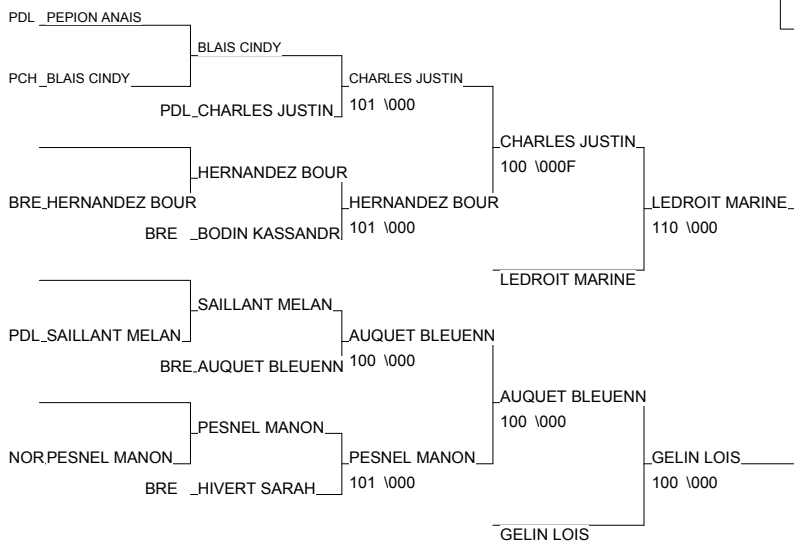 PDL PEPION ANAIS
BLAIS CINDY
PCH BLAIS CINDY
CHARLES JUSTIN
PDL CHARLES JUSTIN
101 \000
CHARLES JUSTIN
100 \000F
HERNANDEZ BOUR
BRE HERNANDEZ BOUR
HERNANDEZ BOUR
LEDROIT MARINE
BRE BODIN KASSANDR
101 \000
110 \000
LEDROIT MARINE
SAILLANT MELAN
PDL SAILLANT MELAN
AUQUET BLEUENN
BRE AUQUET BLEUENN
100 \000
AUQUET BLEUENN
100 \000
PESNEL MANON
NOR PESNEL MANON
PESNEL MANON
GELIN LOIS
BRE HIVERT SARAH
101 \000
100 \000
GELIN LOIS